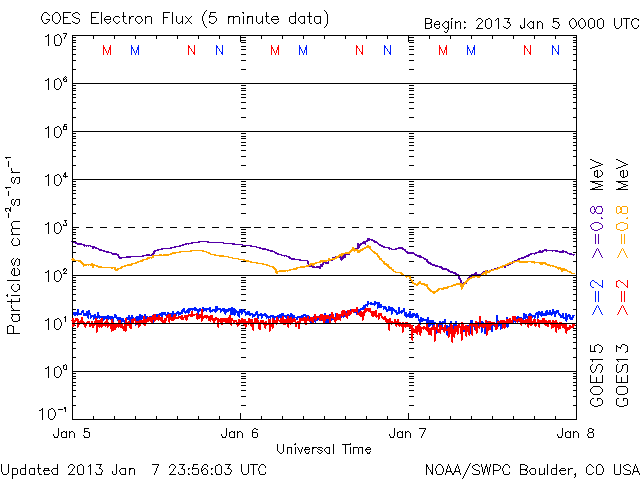 GOES Electron Flux (5 minute data)
Begin: 2013 Jan 5 0000 UTC
M M N N M M N N M M N N
10^7
10^6
10^5
10^4
10^3
10^2
10^1
10^0
10^-1
Particles cm^-2s^-1sr^-1
Jan 5 Jan 6 Jan 7 Jan 8
Universal Time
GOES15 >=2 >=0.8 MeV
GOES13 >=2 >=0.8 MeV
Updated 2013 Jan 7 23:56:03 UTC
NOAA/SWPC Boulder, CO USA